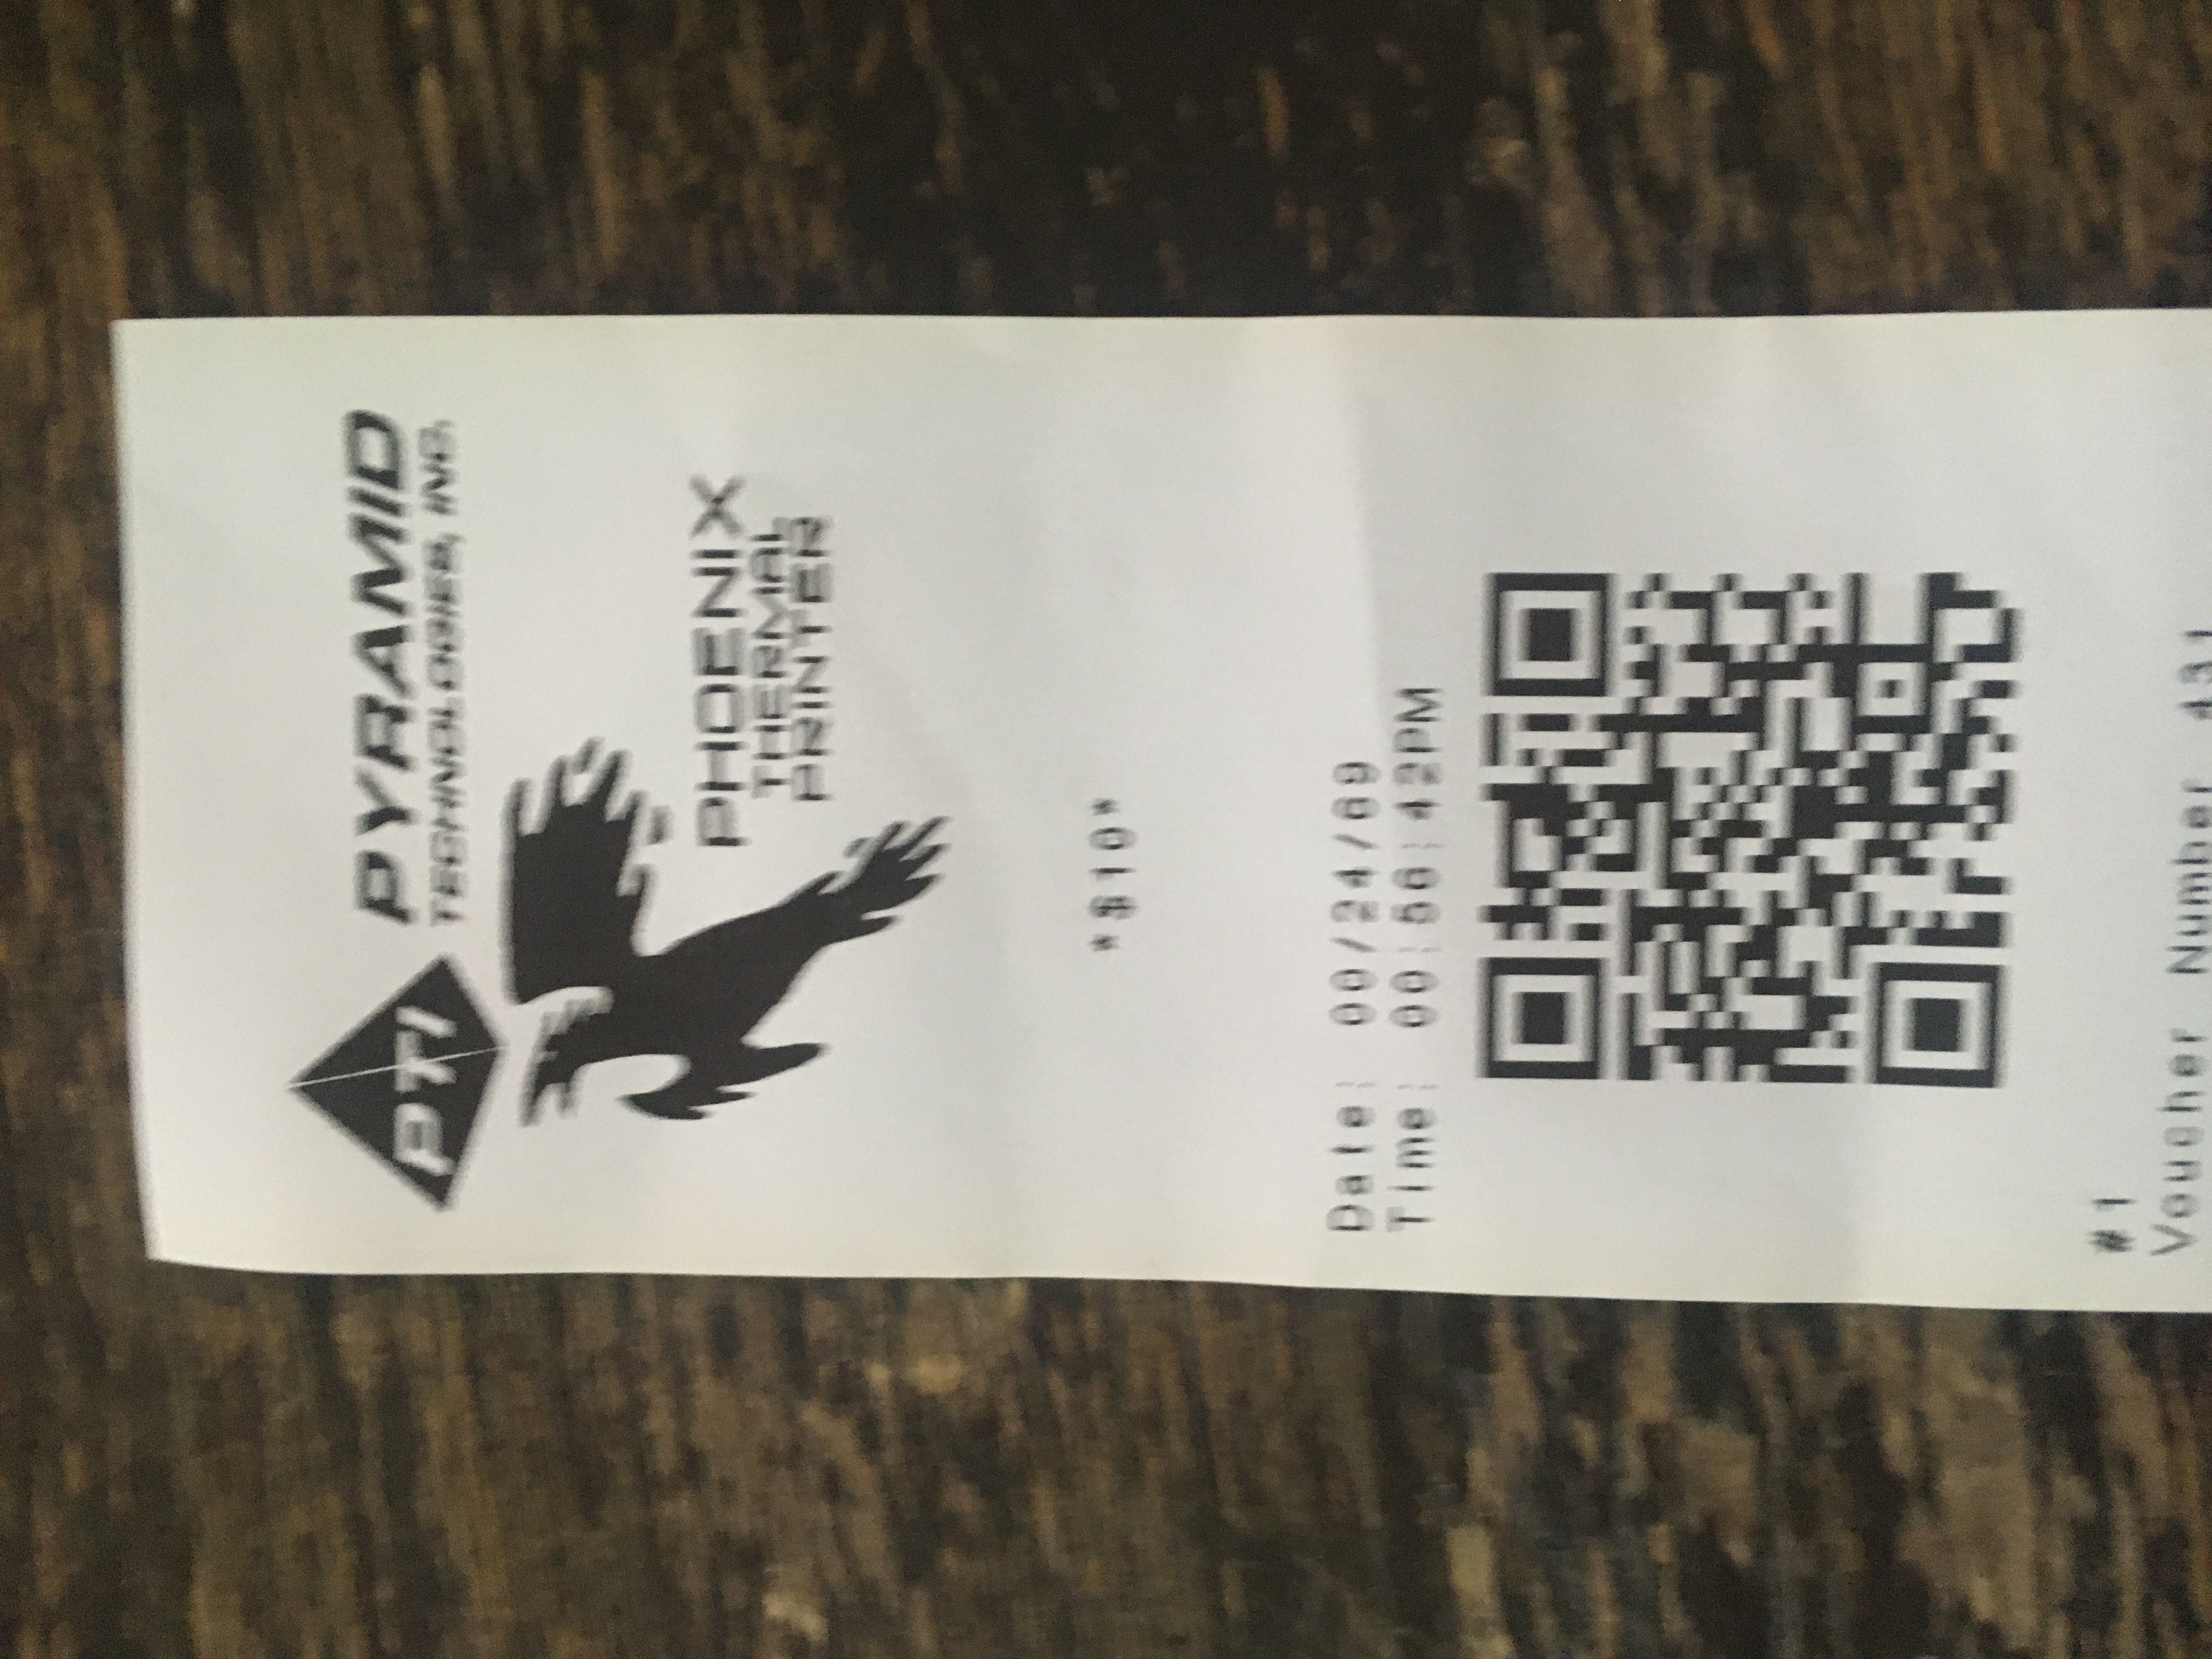 PTI PYRAMID
TECHNOLOGIES, INC.
PHOENIX
THERMAL
PRINTER
*$10*
Date: 00/24/69
Time: 00:56:42PM
#1
Voucher Number 431